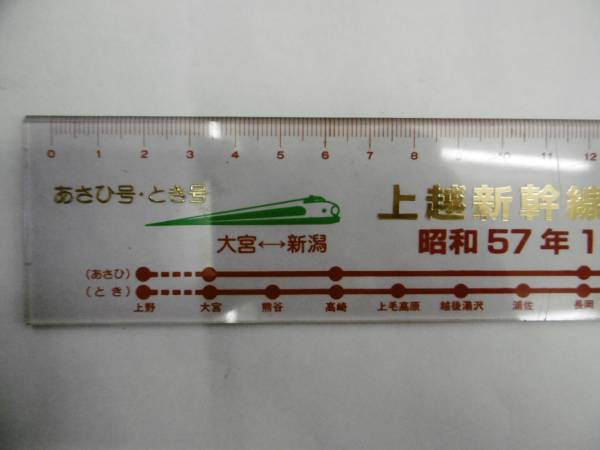 0 1 2 3 4 5 6 7 8 9 10 11 12
あさひ号・とき号
上越新幹線
大宮↔新潟
昭和57年1
(あさひ)
(とき)
上野 大宮 熊谷 高崎 上毛高原 越後湯沢 浦佐 長岡